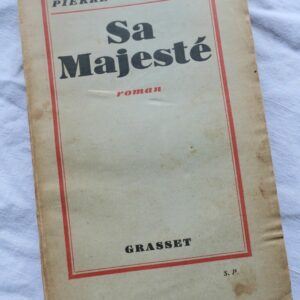 PIERRE
Sa
Majesté
roman
GRASSET
S. P.